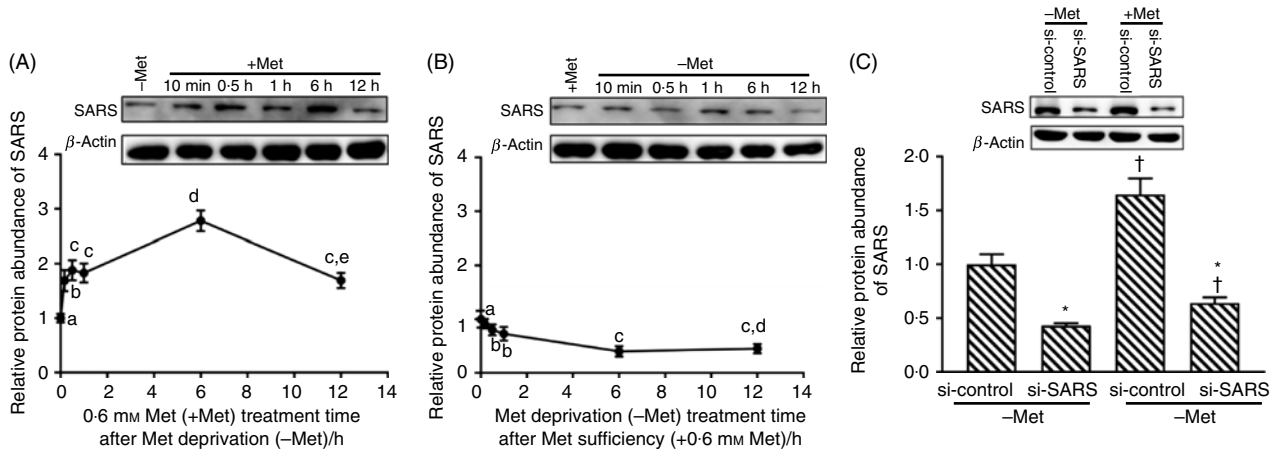 (A)
–Met
+Met
10 min 0·5 h 1 h 6 h 12 h
SARS
β-Actin
Relative protein abundance of SARS
4
3
2
1
0
a
b
c
c
d
c,e
0 2 4 6 8 10 12 14
0·6 mM Met (+Met) treatment time
after Met deprivation (–Met)/h
(B)
+Met
–Met
10 min 0·5 h 1 h 6 h 12 h
SARS
β-Actin
Relative protein abundance of SARS
4
3
2
1
0
a
b
b
c
c,d
0 2 4 6 8 10 12 14
Met deprivation (–Met) treatment time
after Met sufficiency (+0·6 mM Met)/h
(C)
–Met +Met
si-control si-SARS si-control si-SARS
SARS
β-Actin
Relative protein abundance
of SARS
2·0
1·5
1·0
0·5
0·0
*
†
*
†
si-control si-SARS si-control si-SARS
–Met –Met